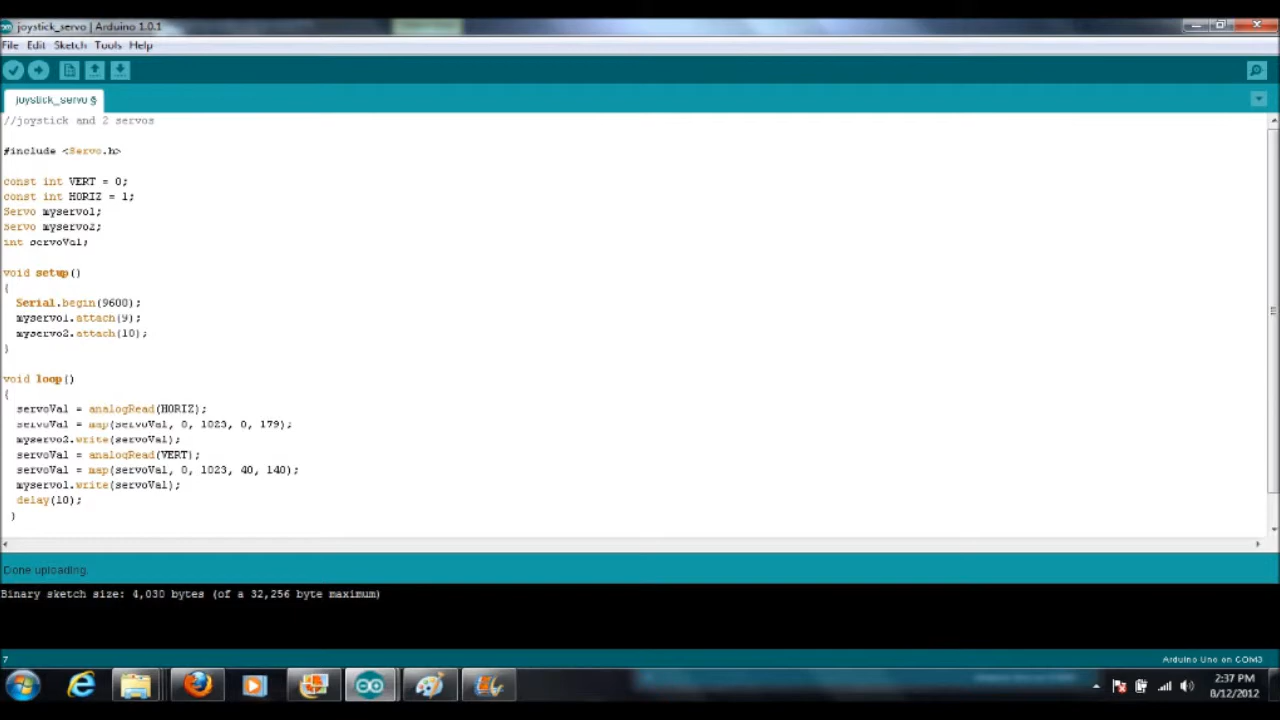 joystick_servo | Arduino 1.0.1
File Edit Sketch Tools Help
joystick_servo §
//joystick and 2 servos
#include <Servo.h>
const int VERT = 0;
const int HORIZ = 1;
Servo myservo1;
Servo myservo2;
int servoVal;
void setup()
{
Serial.begin(9600);
myservo1.attach(9);
myservo2.attach(10);
}
void loop()
{
servoVal = analogRead(HORIZ);
servoVal = map(servoVal, 0, 1023, 0, 179);
myservo2.write(servoVal);
servoVal = analogRead(VERT);
servoVal = map(servoVal, 0, 1023, 40, 140);
myservo1.write(servoVal);
delay(10);
}
Done uploading.
Binary sketch size: 4,030 bytes (of a 32,256 byte maximum)
7
Arduino Uno on COM3
2:37 PM
8/12/2012